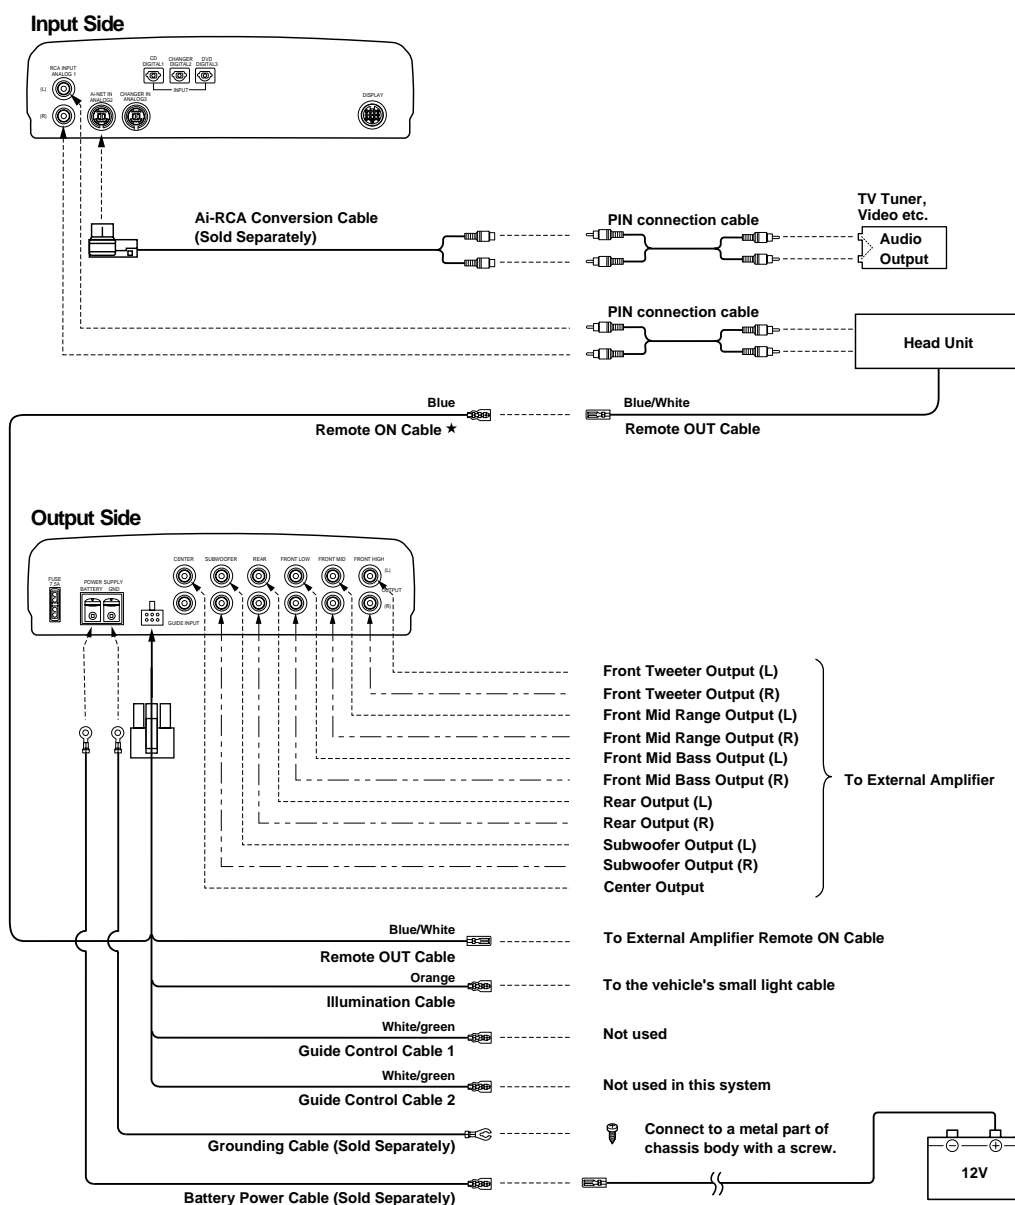 Input Side
RCA INPUT
ANALOG 1
(L)
(R)
Ai-NET IN
ANALOG2
CHANGER IN
ANALOG3
CD
DIGITAL1
CHANGER
DIGITAL2
DVD
DIGITAL3
INPUT
DISPLAY
Ai-RCA Conversion Cable
(Sold Separately)
PIN connection cable
TV Tuner,
Video etc.
Audio
Output
PIN connection cable
Head Unit
Blue
Remote ON Cable ★
Blue/White
Remote OUT Cable
Output Side
FUSE
7.5A
POWER SUPPLY
BATTERY GND
CENTER
SUBWOOFER
REAR
FRONT LOW
FRONT MID
FRONT HIGH
(L)
OUTPUT
(R)
GUIDE INPUT
Front Tweeter Output (L)
Front Tweeter Output (R)
Front Mid Range Output (L)
Front Mid Range Output (R)
Front Mid Bass Output (L)
Front Mid Bass Output (R)
Rear Output (L)
Rear Output (R)
Subwoofer Output (L)
Subwoofer Output (R)
Center Output
To External Amplifier
Blue/White
Remote OUT Cable
To External Amplifier Remote ON Cable
Orange
Illumination Cable
To the vehicle's small light cable
White/green
Guide Control Cable 1
Not used
White/green
Guide Control Cable 2
Not used in this system
Grounding Cable (Sold Separately)
Connect to a metal part of
chassis body with a screw.
Battery Power Cable (Sold Separately)
12V